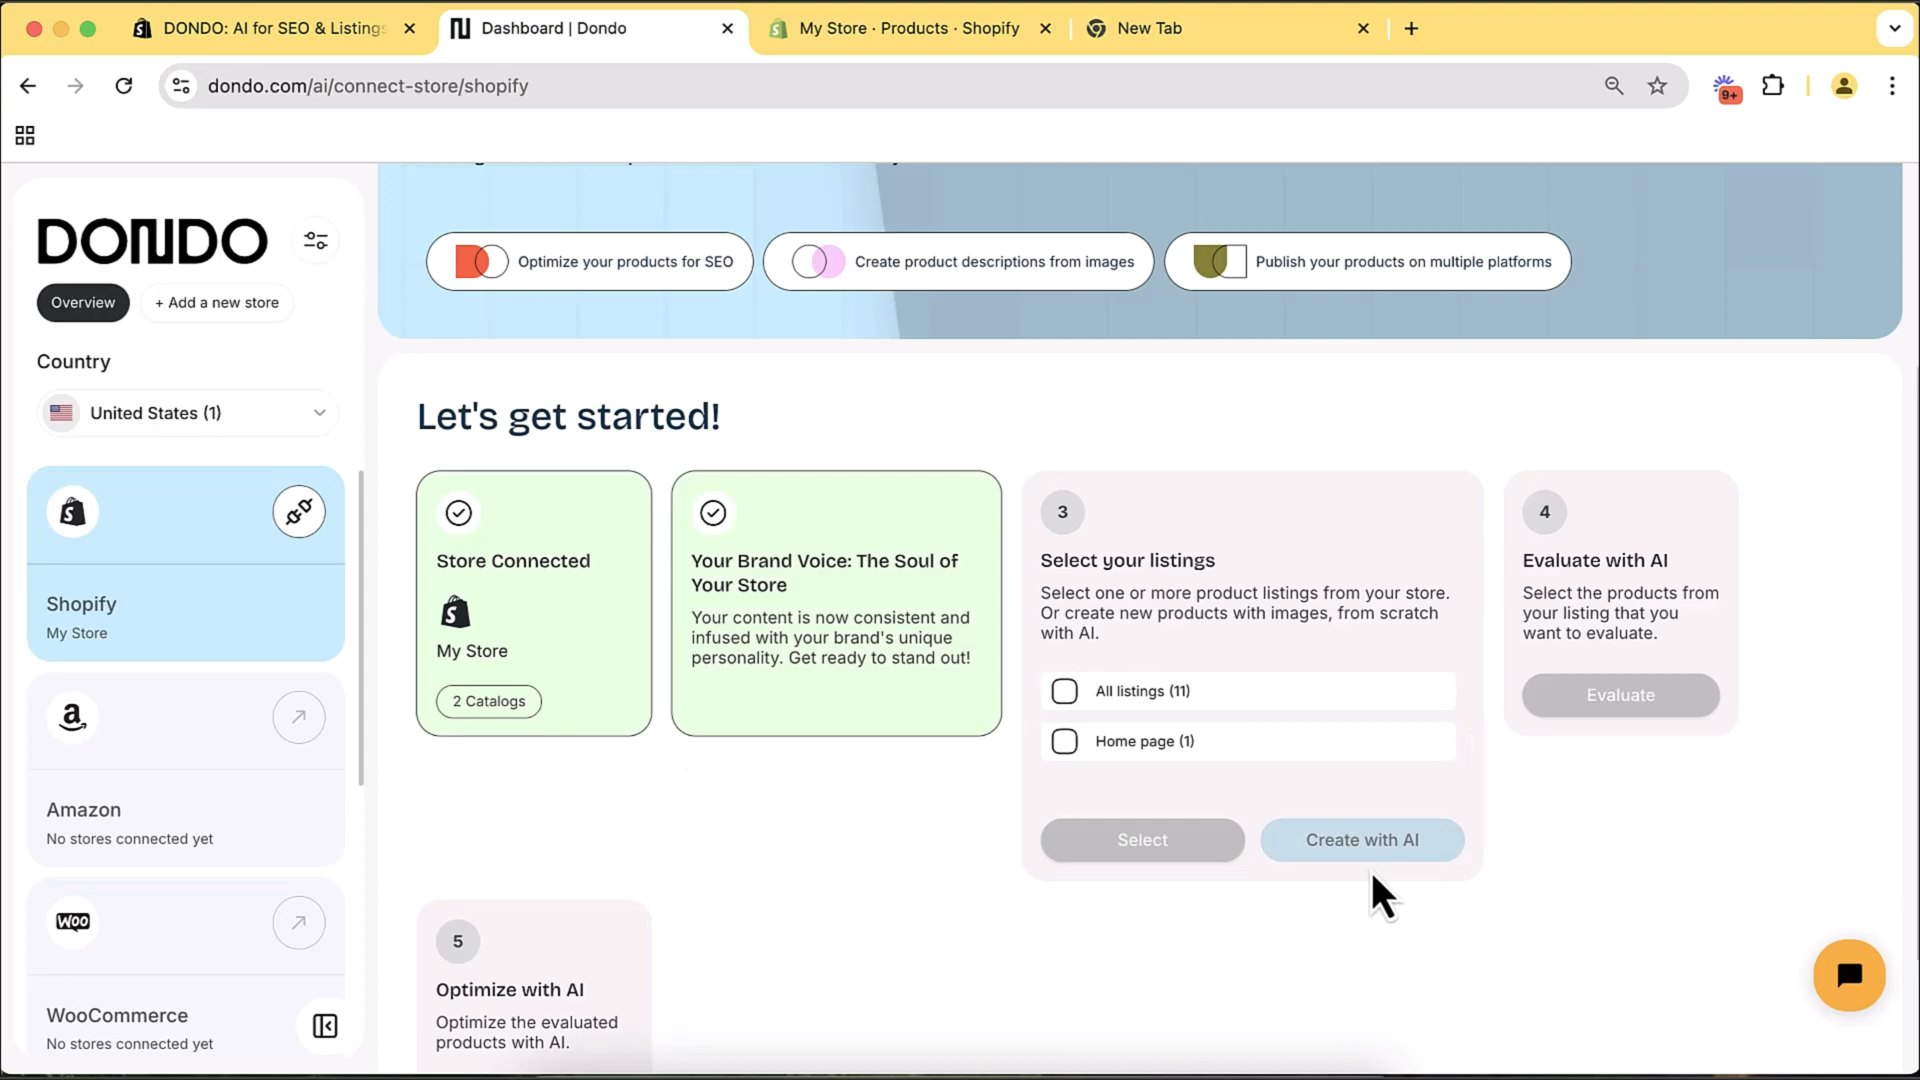 DONDO: AI for SEO & Listings
Dashboard | Dondo
My Store · Products · Shopify
New Tab
dondo.com/ai/connect-store/shopify
9+
DONDO
Overview
+ Add a new store
Country
United States (1)
Shopify
My Store
a
Amazon
No stores connected yet
WOO
WooCommerce
No stores connected yet
Optimize your products for SEO
Create product descriptions from images
Publish your products on multiple platforms
Let's get started!
Store Connected
My Store
2 Catalogs
Your Brand Voice: The Soul of
Your Store
Your content is now consistent and
infused with your brand's unique
personality. Get ready to stand out!
3
Select your listings
Select one or more product listings from your store.
Or create new products with images, from scratch
with AI.
All listings (11)
Home page (1)
Select
Create with AI
4
Evaluate with AI
Select the products from
your listing that you
want to evaluate.
Evaluate
5
Optimize with AI
Optimize the evaluated
products with AI.